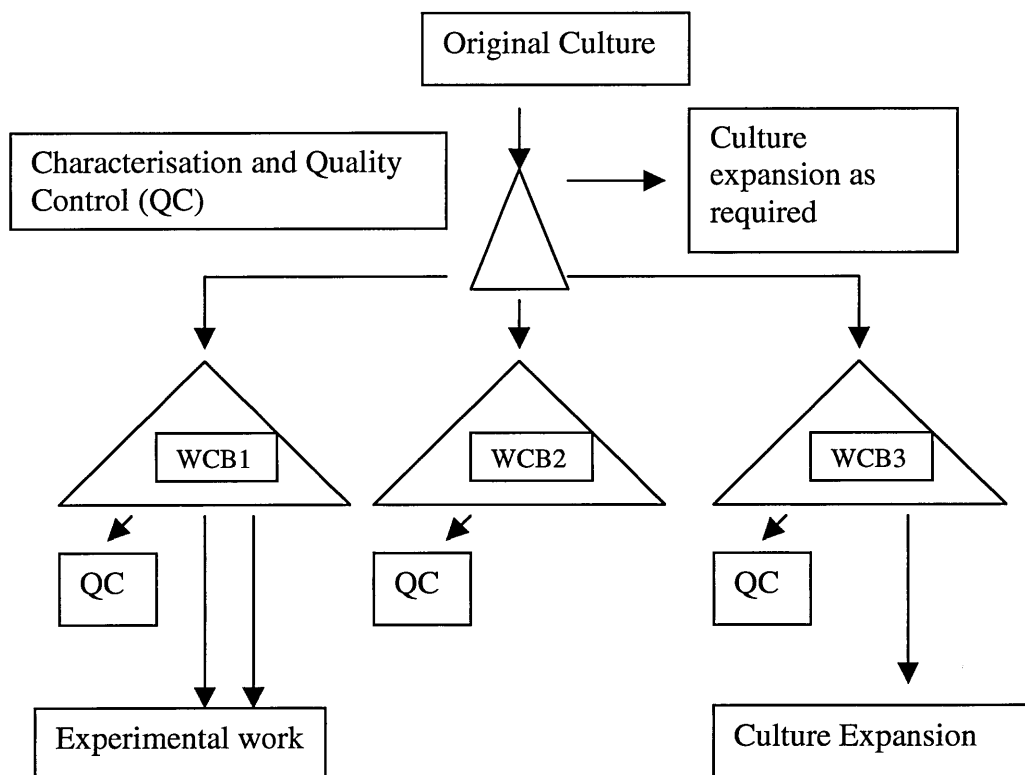 Original Culture
Characterisation and Quality
Control (QC)
Culture
expansion as
required
WCB1
WCB2
WCB3
QC
QC
QC
Experimental work
Culture Expansion